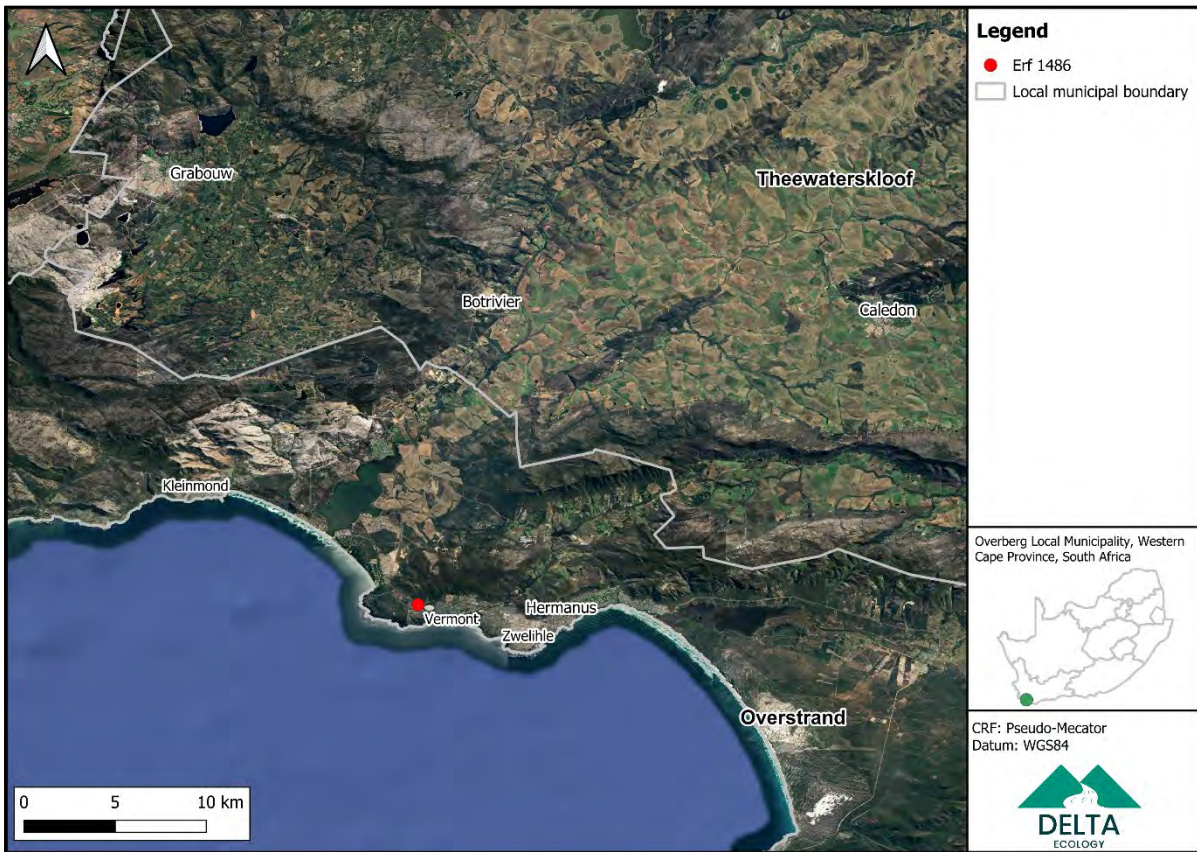 Grabouw
Theewaterskloof
Botrivier
Caledon
Kleinmond
Hermanus
Vermont
Zwelihle
Overstrand
0 5 10 km
Legend
Erf 1486
Local municipal boundary
Overberg Local Municipality, Western
Cape Province, South Africa
CRF: Pseudo-Mecator
Datum: WGS84
DELTA
ECOLOGY